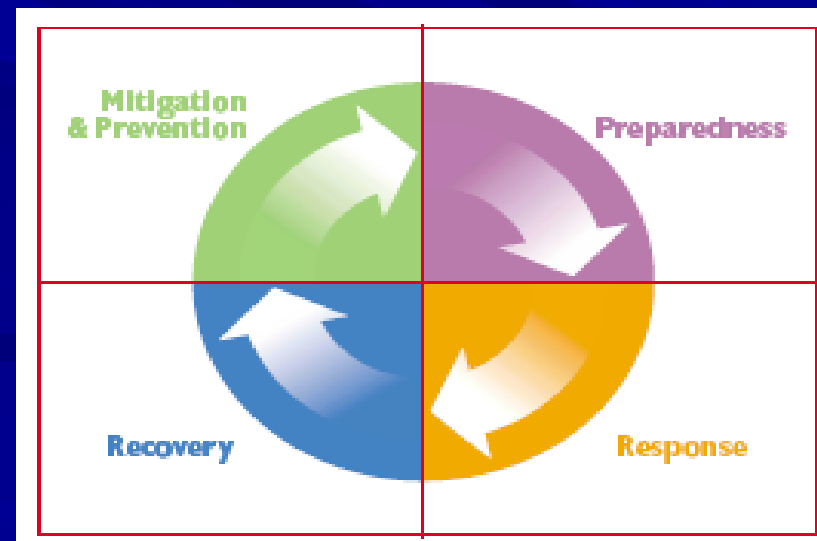 Mitigation
& Prevention
Preparedness
Recovery
Response